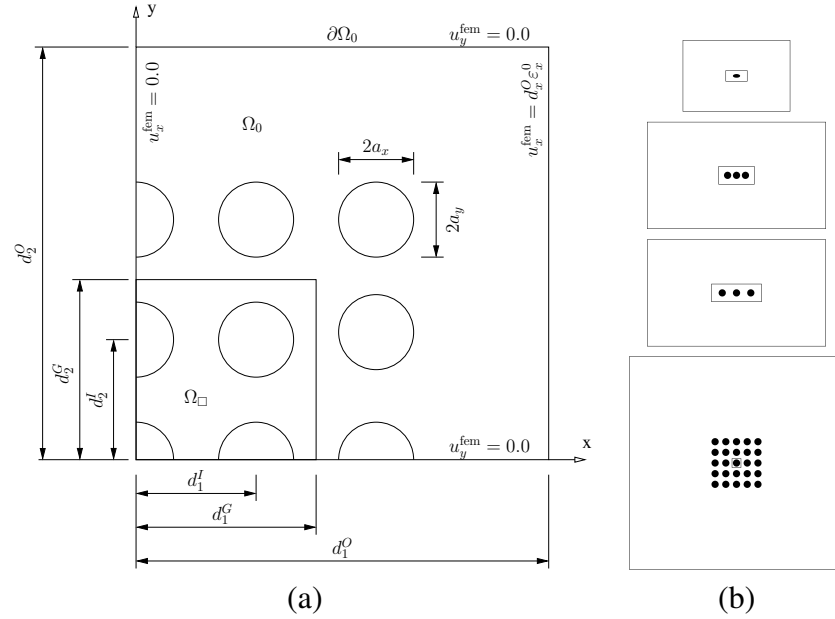 y
∂Ω₀
u_y^fem = 0.0
u_x^fem = 0.0
u_x^fem = d_x^O ε_x^0
Ω₀
2a_x
2a_y
d_2^O
d_2^G
d_2^I
Ω_□
u_y^fem = 0.0
x
d_1^I
d_1^G
d_1^O
(a)
(b)